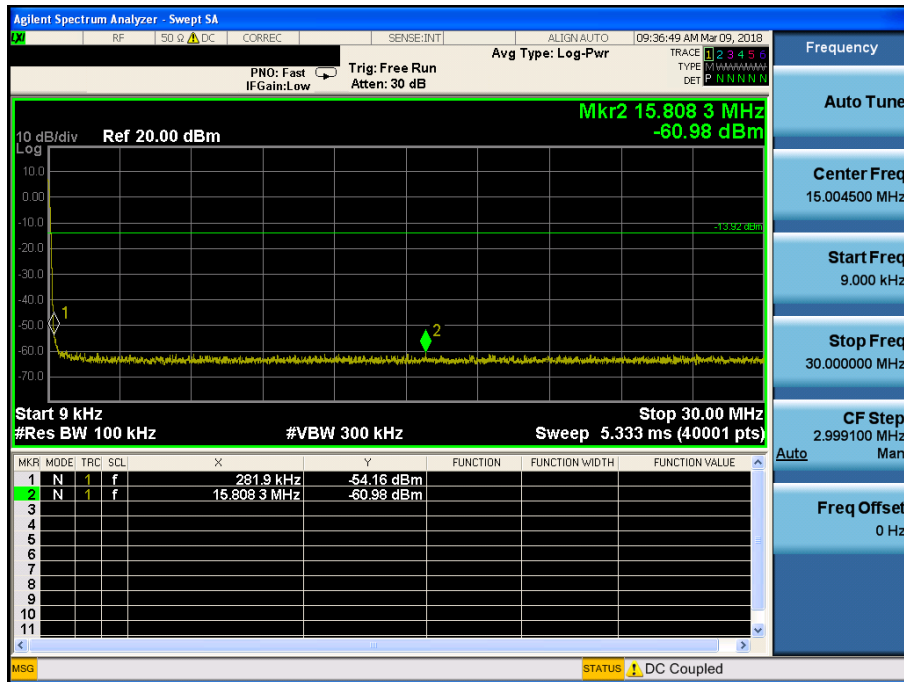 Agilent Spectrum Analyzer - Swept SA
LXI RF 50 Ω DC CORREC SENSE:INT ALIGN AUTO 09:36:49 AM Mar 09, 2018
Avg Type: Log-Pwr
TRACE 1 2 3 4 5 6
TYPE M W W W W W
DET P N N N N N
PNO: Fast
IFGain:Low
Trig: Free Run
Atten: 30 dB
Mkr2 15.808 3 MHz
-60.98 dBm
10 dB/div Ref 20.00 dBm
Log
10.0
0.00
-10.0
-13.92 dBm
-20.0
-30.0
-40.0
-50.0
1
2
-60.0
-70.0
Start 9 kHz Stop 30.00 MHz
#Res BW 100 kHz #VBW 300 kHz Sweep 5.333 ms (40001 pts)
MKR MODE TRC SCL X Y FUNCTION FUNCTION WIDTH FUNCTION VALUE
1 N 1 f 281.9 kHz -54.16 dBm
2 N 1 f 15.808 3 MHz -60.98 dBm
3
4
5
6
7
8
9
10
11
MSG STATUS DC Coupled
Frequency
Auto Tune
Center Freq
15.004500 MHz
Start Freq
9.000 kHz
Stop Freq
30.000000 MHz
CF Step
2.999100 MHz
Auto Man
Freq Offset
0 Hz